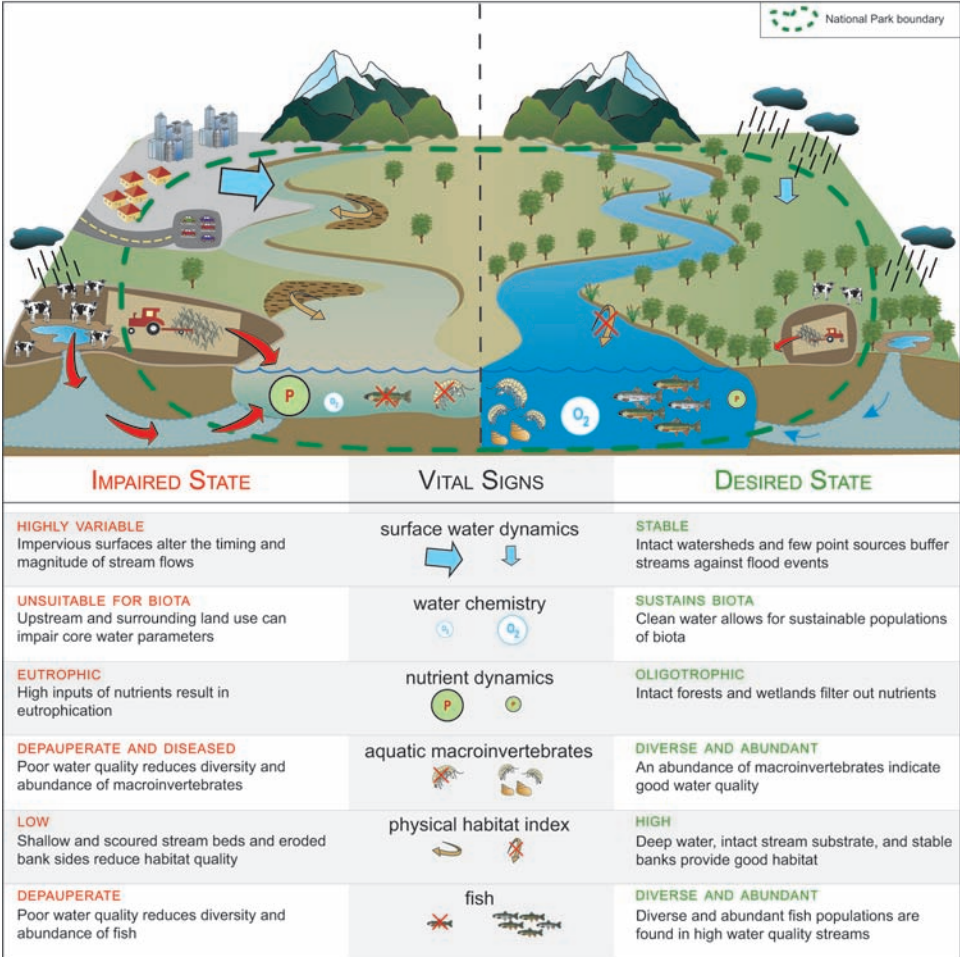 National Park boundary
P
O2
O2
P
IMPAIRED STATE
VITAL SIGNS
DESIRED STATE
HIGHLY VARIABLE
Impervious surfaces alter the timing and
magnitude of stream flows
surface water dynamics
STABLE
Intact watersheds and few point sources buffer
streams against flood events
UNSUITABLE FOR BIOTA
Upstream and surrounding land use can
impair core water parameters
water chemistry
O2
O2
SUSTAINS BIOTA
Clean water allows for sustainable populations
of biota
EUTROPHIC
High inputs of nutrients result in
eutrophication
nutrient dynamics
P
P
OLIGOTROPHIC
Intact forests and wetlands filter out nutrients
DEPAUPERATE AND DISEASED
Poor water quality reduces diversity and
abundance of macroinvertebrates
aquatic macroinvertebrates
DIVERSE AND ABUNDANT
An abundance of macroinvertebrates indicate
good water quality
LOW
Shallow and scoured stream beds and eroded
bank sides reduce habitat quality
physical habitat index
HIGH
Deep water, intact stream substrate, and stable
banks provide good habitat
DEPAUPERATE
Poor water quality reduces diversity and
abundance of fish
fish
DIVERSE AND ABUNDANT
Diverse and abundant fish populations are
found in high water quality streams